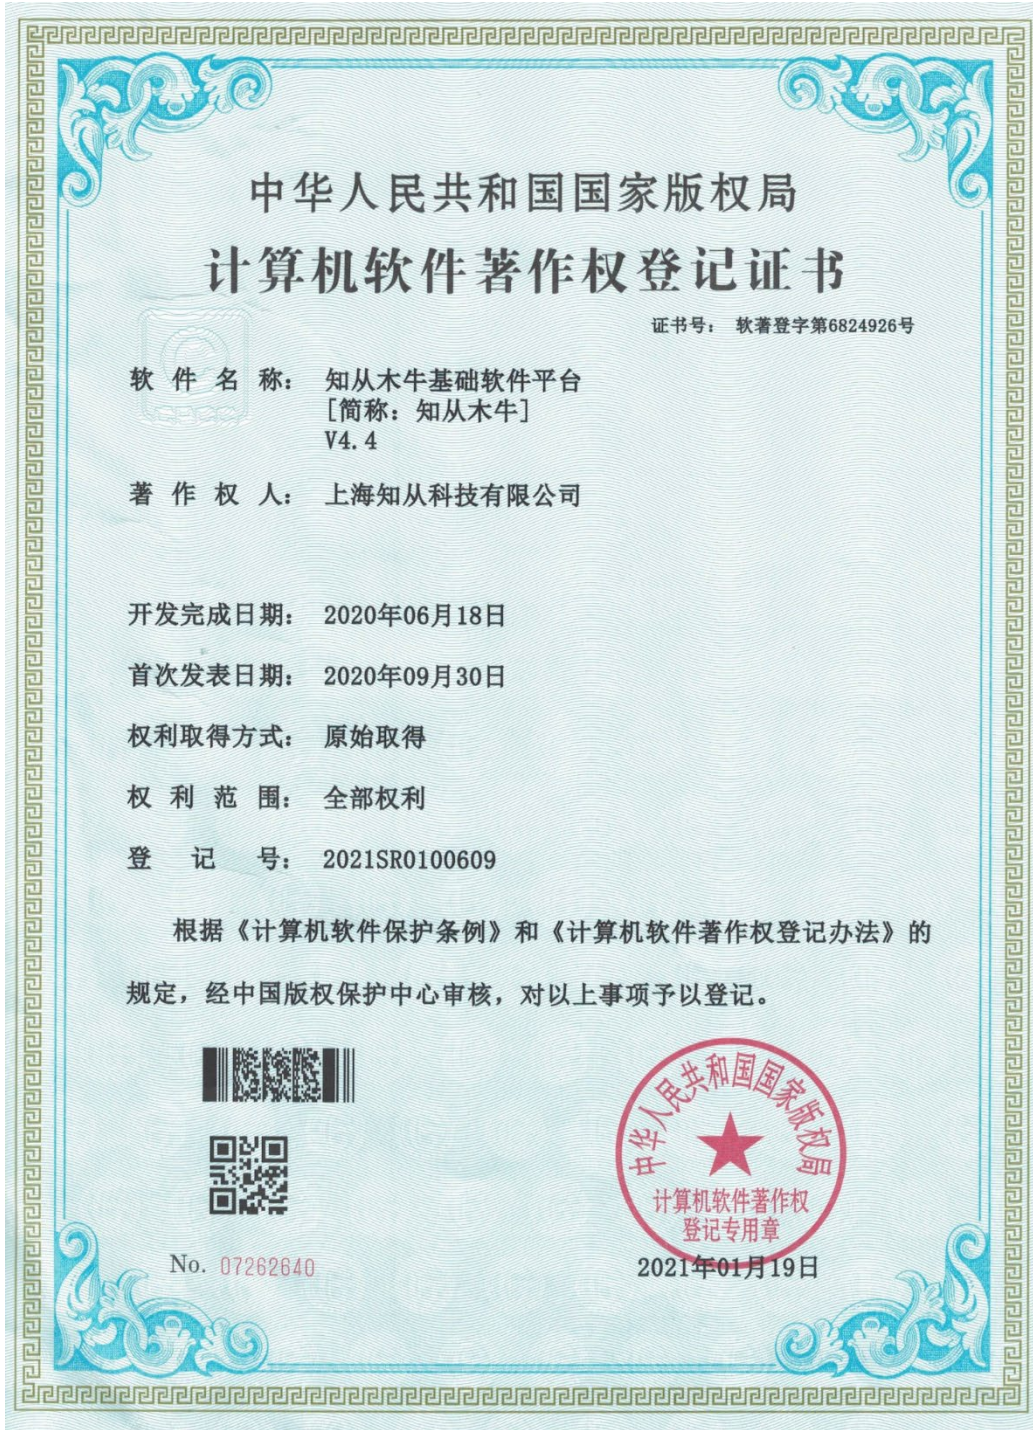 中华人民共和国国家版权局
计算机软件著作权登记证书
证书号： 软著登字第6824926号
软件名称： 知从木牛基础软件平台
[简称：知从木牛]
V4.4
著作权人： 上海知从科技有限公司
开发完成日期： 2020年06月18日
首次发表日期： 2020年09月30日
权利取得方式： 原始取得
权利范围： 全部权利
登记号： 2021SR0100609
根据《计算机软件保护条例》和《计算机软件著作权登记办法》的
规定，经中国版权保护中心审核，对以上事项予以登记。
中华人民共和国国家版权局
计算机软件著作权
登记专用章
No. 07262640
2021年01月19日